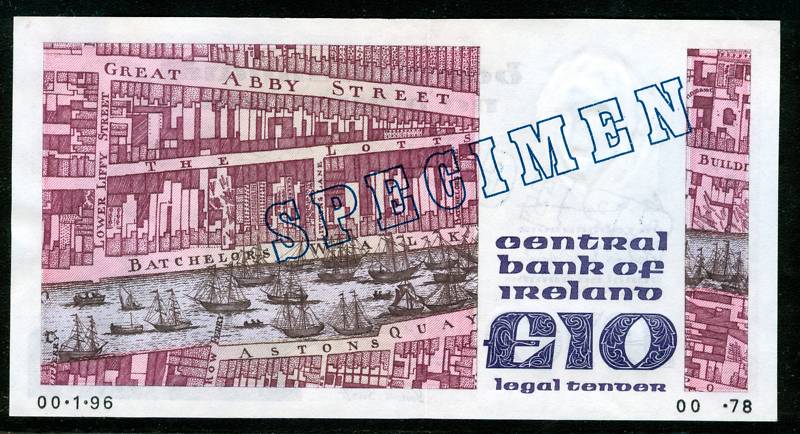 GREAT ABBY STREET
LOWER LIFFY STREET
THE LOTTS
BATCHELORS WALK
ASTONS QUAY
SPECIMEN
BUILDI
central
bank of
ireland
£10
legal tender
00·1·96
00 ·78